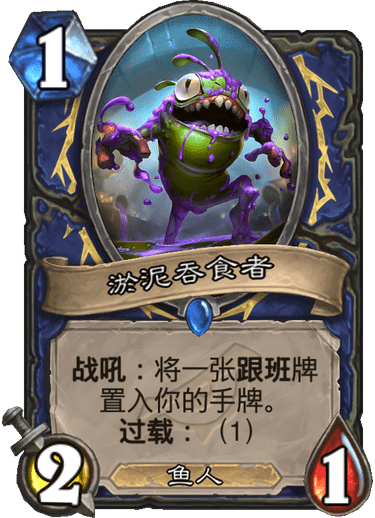 1
淤泥吞食者
战吼：将一张跟班牌
置入你的手牌。
过载：（1）
2
鱼人
1